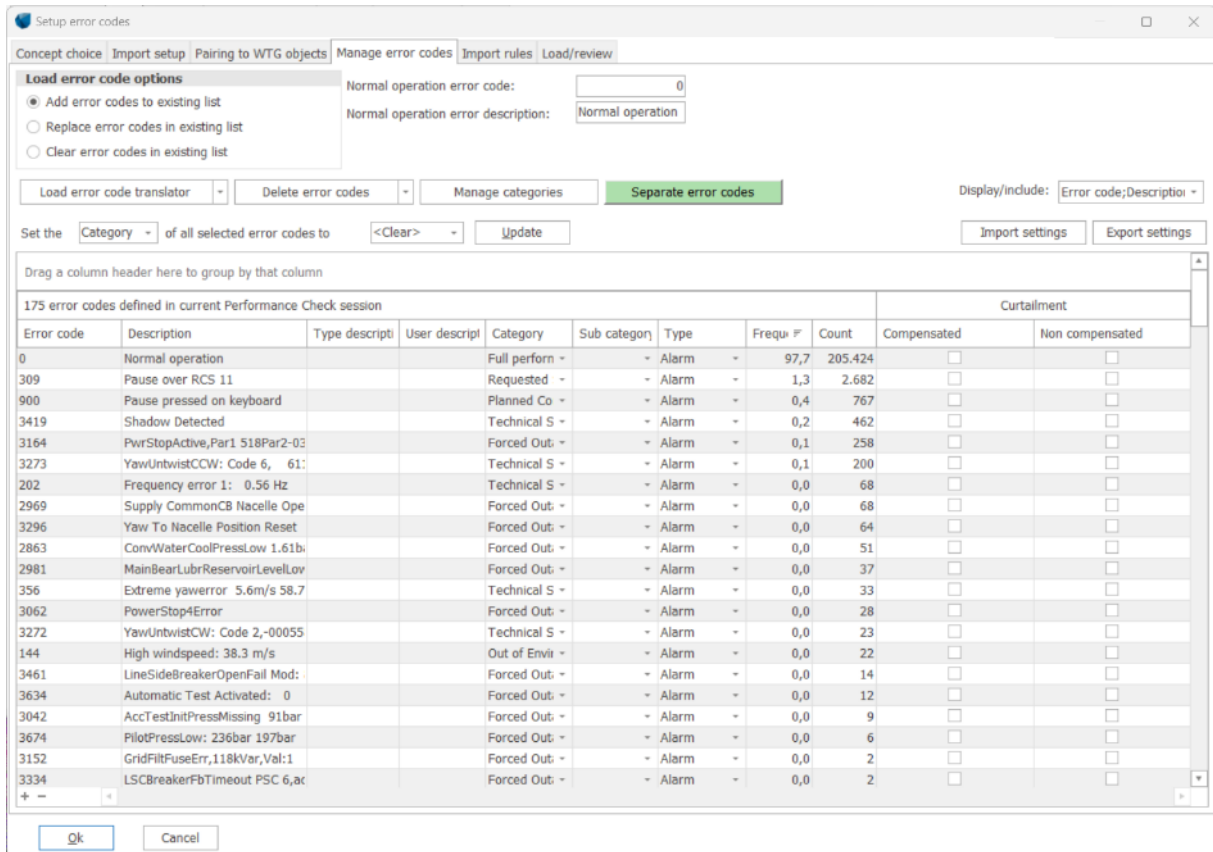 Setup error codes
Concept choice Import setup Pairing to WTG objects Manage error codes Import rules Load/review
Load error code options
Add error codes to existing list
Replace error codes in existing list
Clear error codes in existing list
Normal operation error code: 0
Normal operation error description: Normal operation
Load error code translator Delete error codes Manage categories Separate error codes Display/include: Error code;Description
Set the Category of all selected error codes to <Clear> Update Import settings Export settings
Drag a column header here to group by that column
175 error codes defined in current Performance Check session Curtailment
Error code Description Type descripti User descript Category Sub category Type Frequ Count Compensated Non compensated
0 Normal operation Full perform Alarm 97,7 205.424
309 Pause over RCS 11 Requested Alarm 1,3 2.682
900 Pause pressed on keyboard Planned Co Alarm 0,4 767
3419 Shadow Detected Technical S Alarm 0,2 462
3164 PwrStopActive,Par1 518Par2-03 Forced Out Alarm 0,1 258
3273 YawUntwistCCW: Code 6, 61 Technical S Alarm 0,1 200
202 Frequency error 1: 0.56 Hz Technical S Alarm 0,0 68
2969 Supply CommonCB Nacelle Ope Forced Out Alarm 0,0 68
3296 Yaw To Nacelle Position Reset Forced Out Alarm 0,0 64
2863 ConvWaterCoolPressLow 1.61b Forced Out Alarm 0,0 51
2981 MainBearLubrReservoirLevelLow Forced Out Alarm 0,0 37
356 Extreme yawerror 5.6m/s 58.7 Technical S Alarm 0,0 33
3062 PowerStop4Error Forced Out Alarm 0,0 28
3272 YawUntwistCW: Code 2,-00055 Technical S Alarm 0,0 23
144 High windspeed: 38.3 m/s Out of Envir Alarm 0,0 22
3461 LineSideBreakerOpenFail Mod: Forced Out Alarm 0,0 14
3634 Automatic Test Activated: 0 Forced Out Alarm 0,0 12
3042 AccTestInitPressMissing 91bar Forced Out Alarm 0,0 9
3674 PilotPressLow: 236bar 197bar Forced Out Alarm 0,0 6
3152 GridFiltFuseErr,118kVar,Val:1 Forced Out Alarm 0,0 2
3334 LSCBreakerFbTimeout PSC 6,ac Forced Out Alarm 0,0 2
Ok Cancel